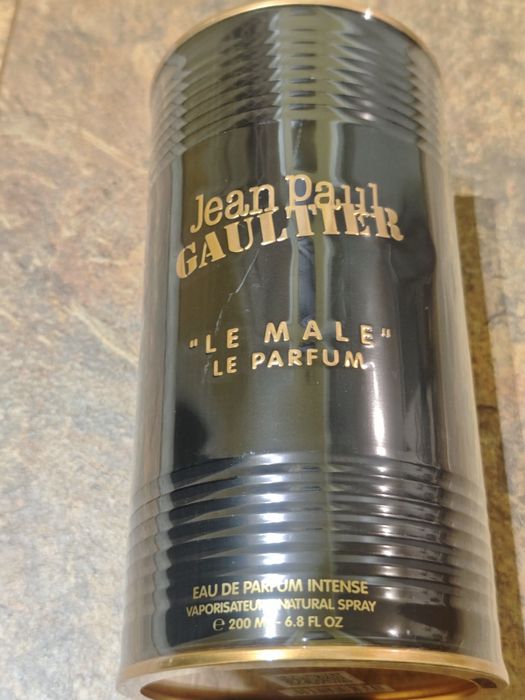 Jean Paul
GAULTIER
"LE MALE"
LE PARFUM
EAU DE PARFUM INTENSE
VAPORISATEUR NATURAL SPRAY
℮ 200 ML - 6.8 FL OZ